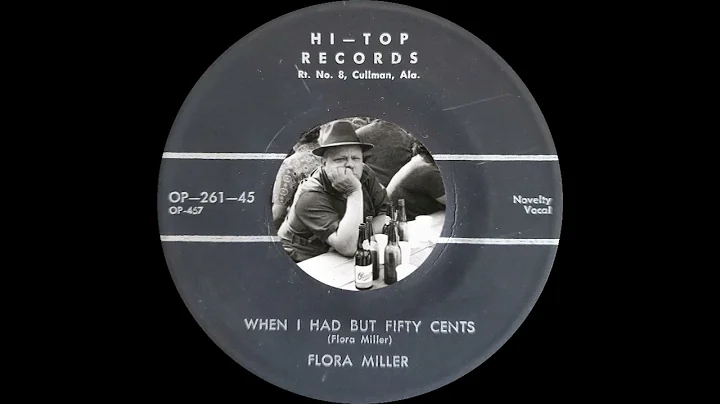 HI—TOP
RECORDS
Rt. No. 8, Cullman, Ala.
OP—261—45
OP-457
Novelty
Vocal
WHEN I HAD BUT FIFTY CENTS
(Flora Miller)
FLORA MILLER